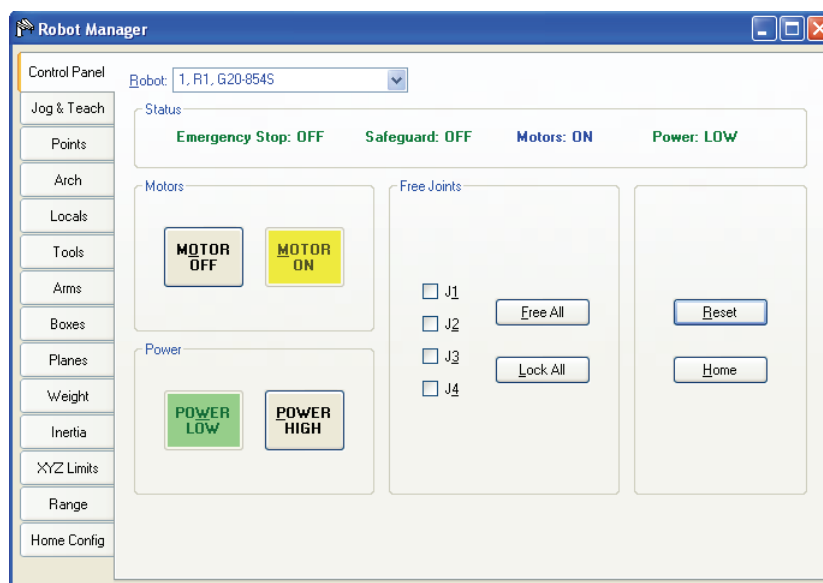 Robot Manager
Control Panel
Jog & Teach
Points
Arch
Locals
Tools
Arms
Boxes
Planes
Weight
Inertia
XYZ Limits
Range
Home Config
Robot: 1, R1, G20-854S
Status
Emergency Stop: OFF Safeguard: OFF Motors: ON Power: LOW
Motors
MOTOR OFF
MOTOR ON
Power
POWER LOW
POWER HIGH
Free Joints
J1
J2
J3
J4
Free All
Lock All
Reset
Home